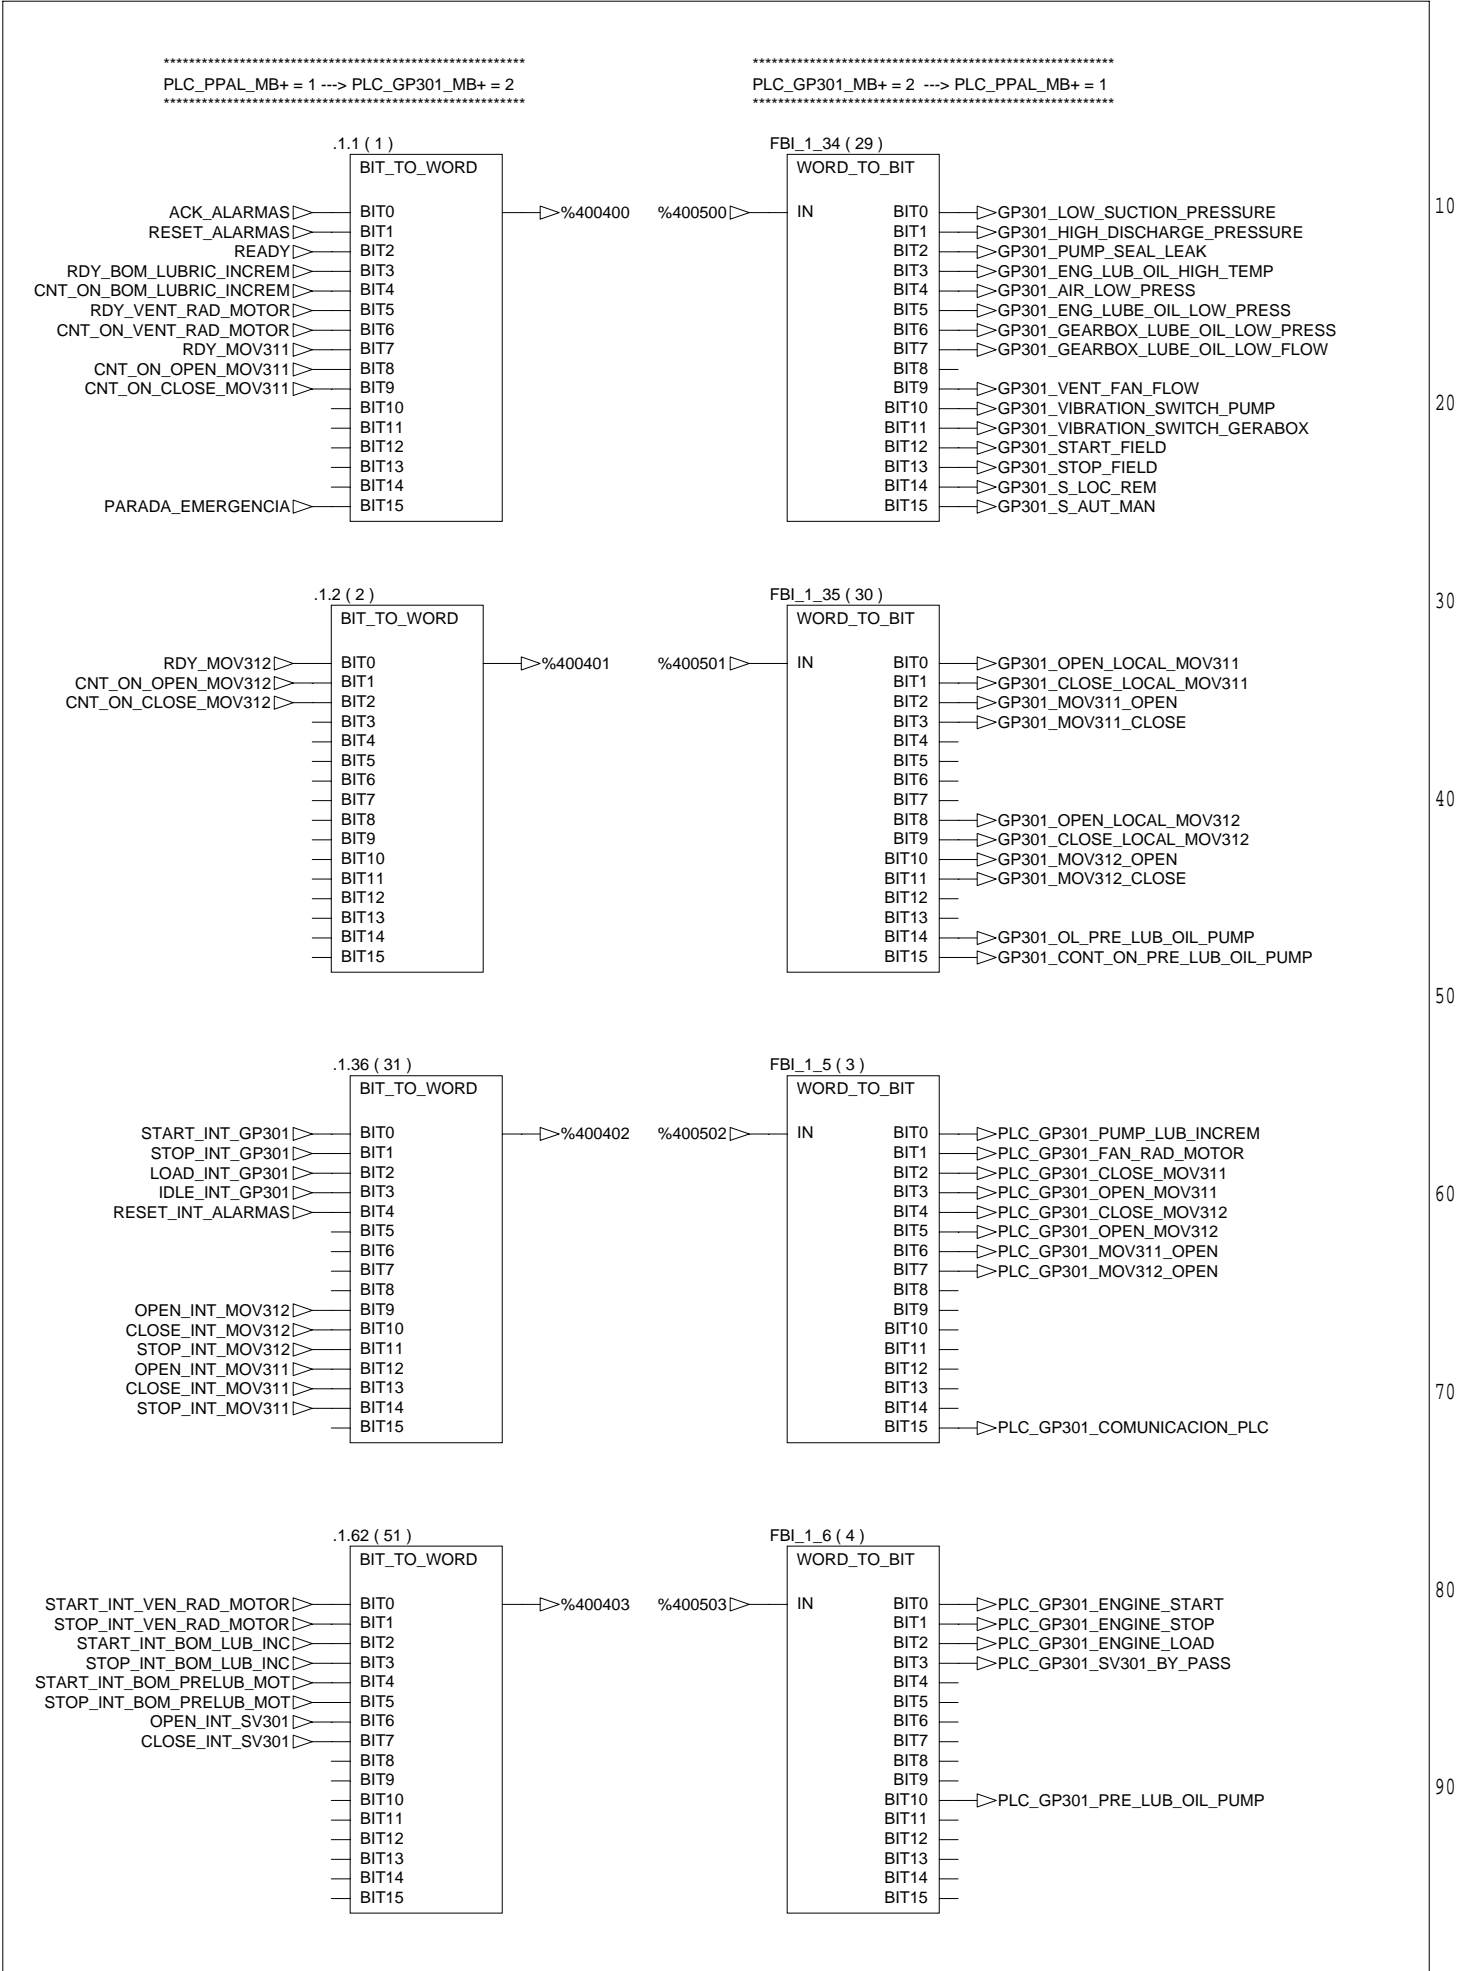 ******************************************************** ********************************************************
PLC_PPAL_MB+ = 1 ---> PLC_GP301_MB+ = 2 PLC_GP301_MB+ = 2 ---> PLC_PPAL_MB+ = 1
******************************************************** ********************************************************
.1.1 ( 1 ) FBI_1_34 ( 29 )
BIT_TO_WORD WORD_TO_BIT
ACK_ALARMAS BIT0 %400400 %400500 IN BIT0 GP301_LOW_SUCTION_PRESSURE 10
RESET_ALARMAS BIT1 BIT1 GP301_HIGH_DISCHARGE_PRESSURE
READY BIT2 BIT2 GP301_PUMP_SEAL_LEAK
RDY_BOM_LUBRIC_INCREM BIT3 BIT3 GP301_ENG_LUB_OIL_HIGH_TEMP
CNT_ON_BOM_LUBRIC_INCREM BIT4 BIT4 GP301_AIR_LOW_PRESS
RDY_VENT_RAD_MOTOR BIT5 BIT5 GP301_ENG_LUBE_OIL_LOW_PRESS
CNT_ON_VENT_RAD_MOTOR BIT6 BIT6 GP301_GEARBOX_LUBE_OIL_LOW_PRESS
RDY_MOV311 BIT7 BIT7 GP301_GEARBOX_LUBE_OIL_LOW_FLOW
CNT_ON_OPEN_MOV311 BIT8 BIT8
CNT_ON_CLOSE_MOV311 BIT9 BIT9 GP301_VENT_FAN_FLOW
BIT10 BIT10 GP301_VIBRATION_SWITCH_PUMP 20
BIT11 BIT11 GP301_VIBRATION_SWITCH_GERABOX
BIT12 BIT12 GP301_START_FIELD
BIT13 BIT13 GP301_STOP_FIELD
BIT14 BIT14 GP301_S_LOC_REM
PARADA_EMERGENCIA BIT15 BIT15 GP301_S_AUT_MAN
.1.2 ( 2 ) FBI_1_35 ( 30 ) 30
BIT_TO_WORD WORD_TO_BIT
RDY_MOV312 BIT0 %400401 %400501 IN BIT0 GP301_OPEN_LOCAL_MOV311
CNT_ON_OPEN_MOV312 BIT1 BIT1 GP301_CLOSE_LOCAL_MOV311
CNT_ON_CLOSE_MOV312 BIT2 BIT2 GP301_MOV311_OPEN
BIT3 BIT3 GP301_MOV311_CLOSE
BIT4 BIT4
BIT5 BIT5
BIT6 BIT6
BIT7 BIT7 40
BIT8 BIT8 GP301_OPEN_LOCAL_MOV312
BIT9 BIT9 GP301_CLOSE_LOCAL_MOV312
BIT10 BIT10 GP301_MOV312_OPEN
BIT11 BIT11 GP301_MOV312_CLOSE
BIT12 BIT12
BIT13 BIT13
BIT14 BIT14 GP301_OL_PRE_LUB_OIL_PUMP
BIT15 BIT15 GP301_CONT_ON_PRE_LUB_OIL_PUMP
50
.1.36 ( 31 ) FBI_1_5 ( 3 )
BIT_TO_WORD WORD_TO_BIT
START_INT_GP301 BIT0 %400402 %400502 IN BIT0 PLC_GP301_PUMP_LUB_INCREM
STOP_INT_GP301 BIT1 BIT1 PLC_GP301_FAN_RAD_MOTOR
LOAD_INT_GP301 BIT2 BIT2 PLC_GP301_CLOSE_MOV311
IDLE_INT_GP301 BIT3 BIT3 PLC_GP301_OPEN_MOV311 60
RESET_INT_ALARMAS BIT4 BIT4 PLC_GP301_CLOSE_MOV312
BIT5 BIT5 PLC_GP301_OPEN_MOV312
BIT6 BIT6 PLC_GP301_MOV311_OPEN
BIT7 BIT7 PLC_GP301_MOV312_OPEN
BIT8 BIT8
OPEN_INT_MOV312 BIT9 BIT9
CLOSE_INT_MOV312 BIT10 BIT10
STOP_INT_MOV312 BIT11 BIT11
OPEN_INT_MOV311 BIT12 BIT12
CLOSE_INT_MOV311 BIT13 BIT13 70
STOP_INT_MOV311 BIT14 BIT14
BIT15 BIT15 PLC_GP301_COMUNICACION_PLC
.1.62 ( 51 ) FBI_1_6 ( 4 )
BIT_TO_WORD WORD_TO_BIT
80
START_INT_VEN_RAD_MOTOR BIT0 %400403 %400503 IN BIT0 PLC_GP301_ENGINE_START
STOP_INT_VEN_RAD_MOTOR BIT1 BIT1 PLC_GP301_ENGINE_STOP
START_INT_BOM_LUB_INC BIT2 BIT2 PLC_GP301_ENGINE_LOAD
STOP_INT_BOM_LUB_INC BIT3 BIT3 PLC_GP301_SV301_BY_PASS
START_INT_BOM_PRELUB_MOT BIT4 BIT4
STOP_INT_BOM_PRELUB_MOT BIT5 BIT5
OPEN_INT_SV301 BIT6 BIT6
CLOSE_INT_SV301 BIT7 BIT7
BIT8 BIT8
BIT9 BIT9 90
BIT10 BIT10 PLC_GP301_PRE_LUB_OIL_PUMP
BIT11 BIT11
BIT12 BIT12
BIT13 BIT13
BIT14 BIT14
BIT15 BIT15